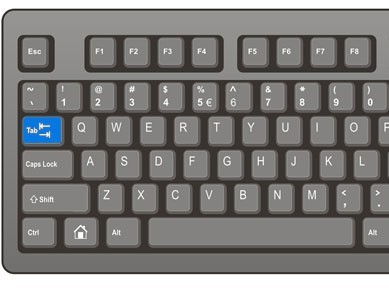 Esc F1 F2 F3 F4 F5 F6 F7 F8
~ ! @ # $ % ^ & * ( )
` 1 2 3 4 5 € 6 7 8 9 0
Tab Q W E R T Y U I O
Caps Lock A S D F G H J K L
Shift Z X C V B N M < >
, .
Ctrl Alt Alt